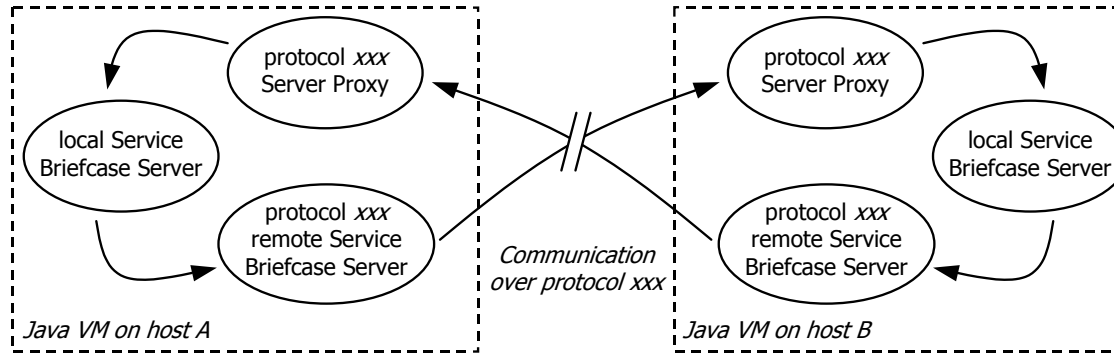 protocol xxx
Server Proxy
local Service
Briefcase Server
protocol xxx
remote Service
Briefcase Server
Java VM on host A
Communication
over protocol xxx
protocol xxx
Server Proxy
local Service
Briefcase Server
protocol xxx
remote Service
Briefcase Server
Java VM on host B